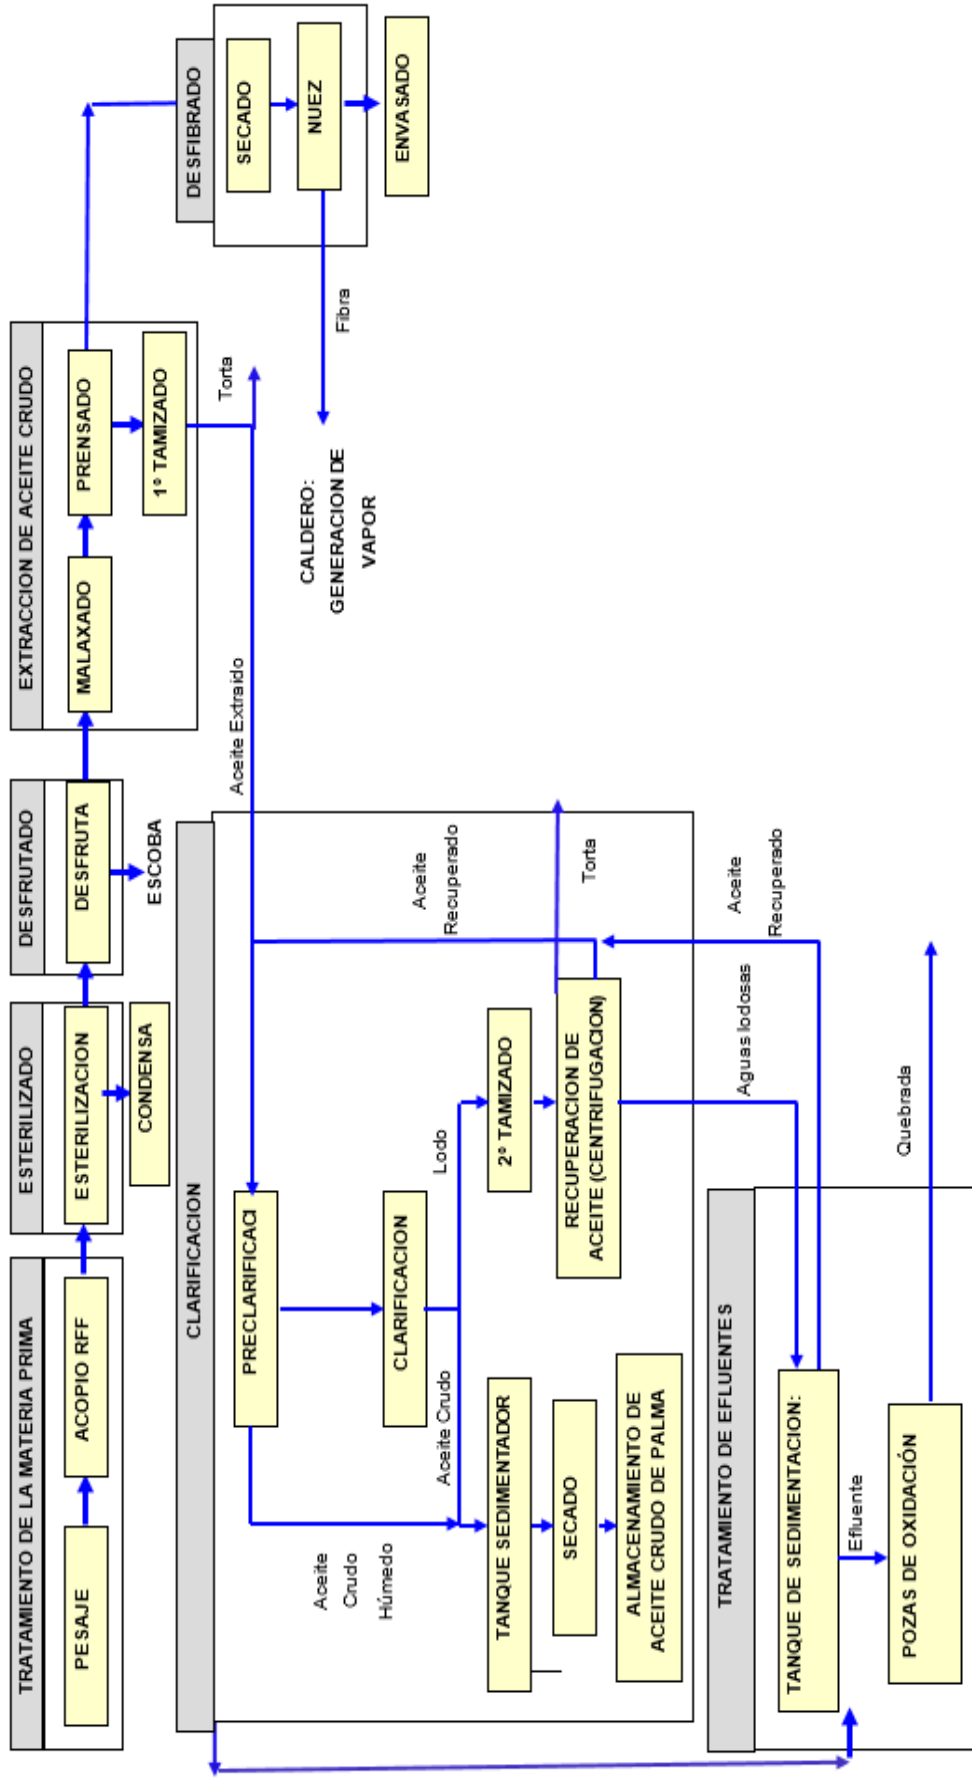 TRATAMIENTO DE LA MATERIA PRIMA
PESAJE
ACOPIO RFF
ESTERILIZADO
ESTERILIZACION
CONDENSA
DESFRUTADO
DESFRUTA
ESCOBA
EXTRACCION DE ACEITE CRUDO
MALAXADO
PRENSADO
1º TAMIZADO
Torta
DESFIBRADO
SECADO
NUEZ
ENVASADO
Fibra
CALDERO:
GENERACION DE
VAPOR
Aceite Extraido
CLARIFICACION
PRECLARIFICACI
CLARIFICACION
Aceite
Crudo
Húmedo
Aceite Crudo
Lodo
TANQUE SEDIMENTADOR
SECADO
ALMACENAMIENTO DE
ACEITE CRUDO DE PALMA
2º TAMIZADO
RECUPERACION DE
ACEITE (CENTRIFUGACION)
Aceite
Recuperado
Torta
Aguas lodosas
Aceite
Recuperado
TRATAMIENTO DE EFLUENTES
TANQUE DE SEDIMENTACION:
Efluente
POZAS DE OXIDACIÓN
Quebrada